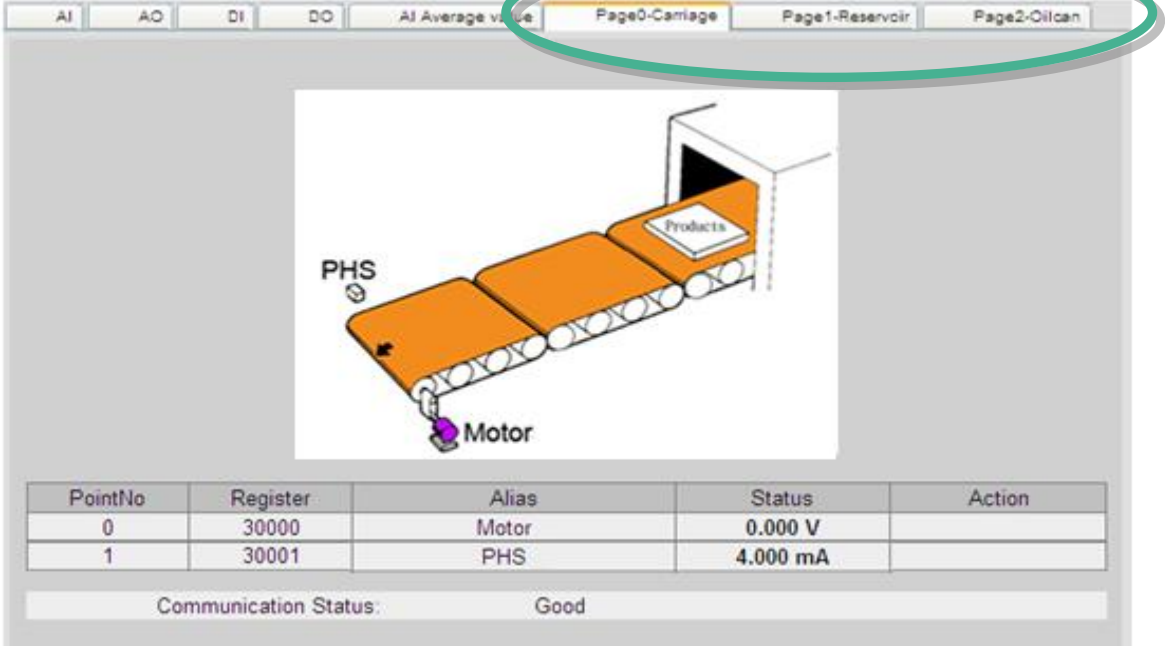 AI AO DI DO AI Average value Page0-Carriage Page1-Reservoir Page2-Oilcan
Products
PHS
Motor
PointNo Register Alias Status Action
0 30000 Motor 0.000 V
1 30001 PHS 4.000 mA
Communication Status: Good